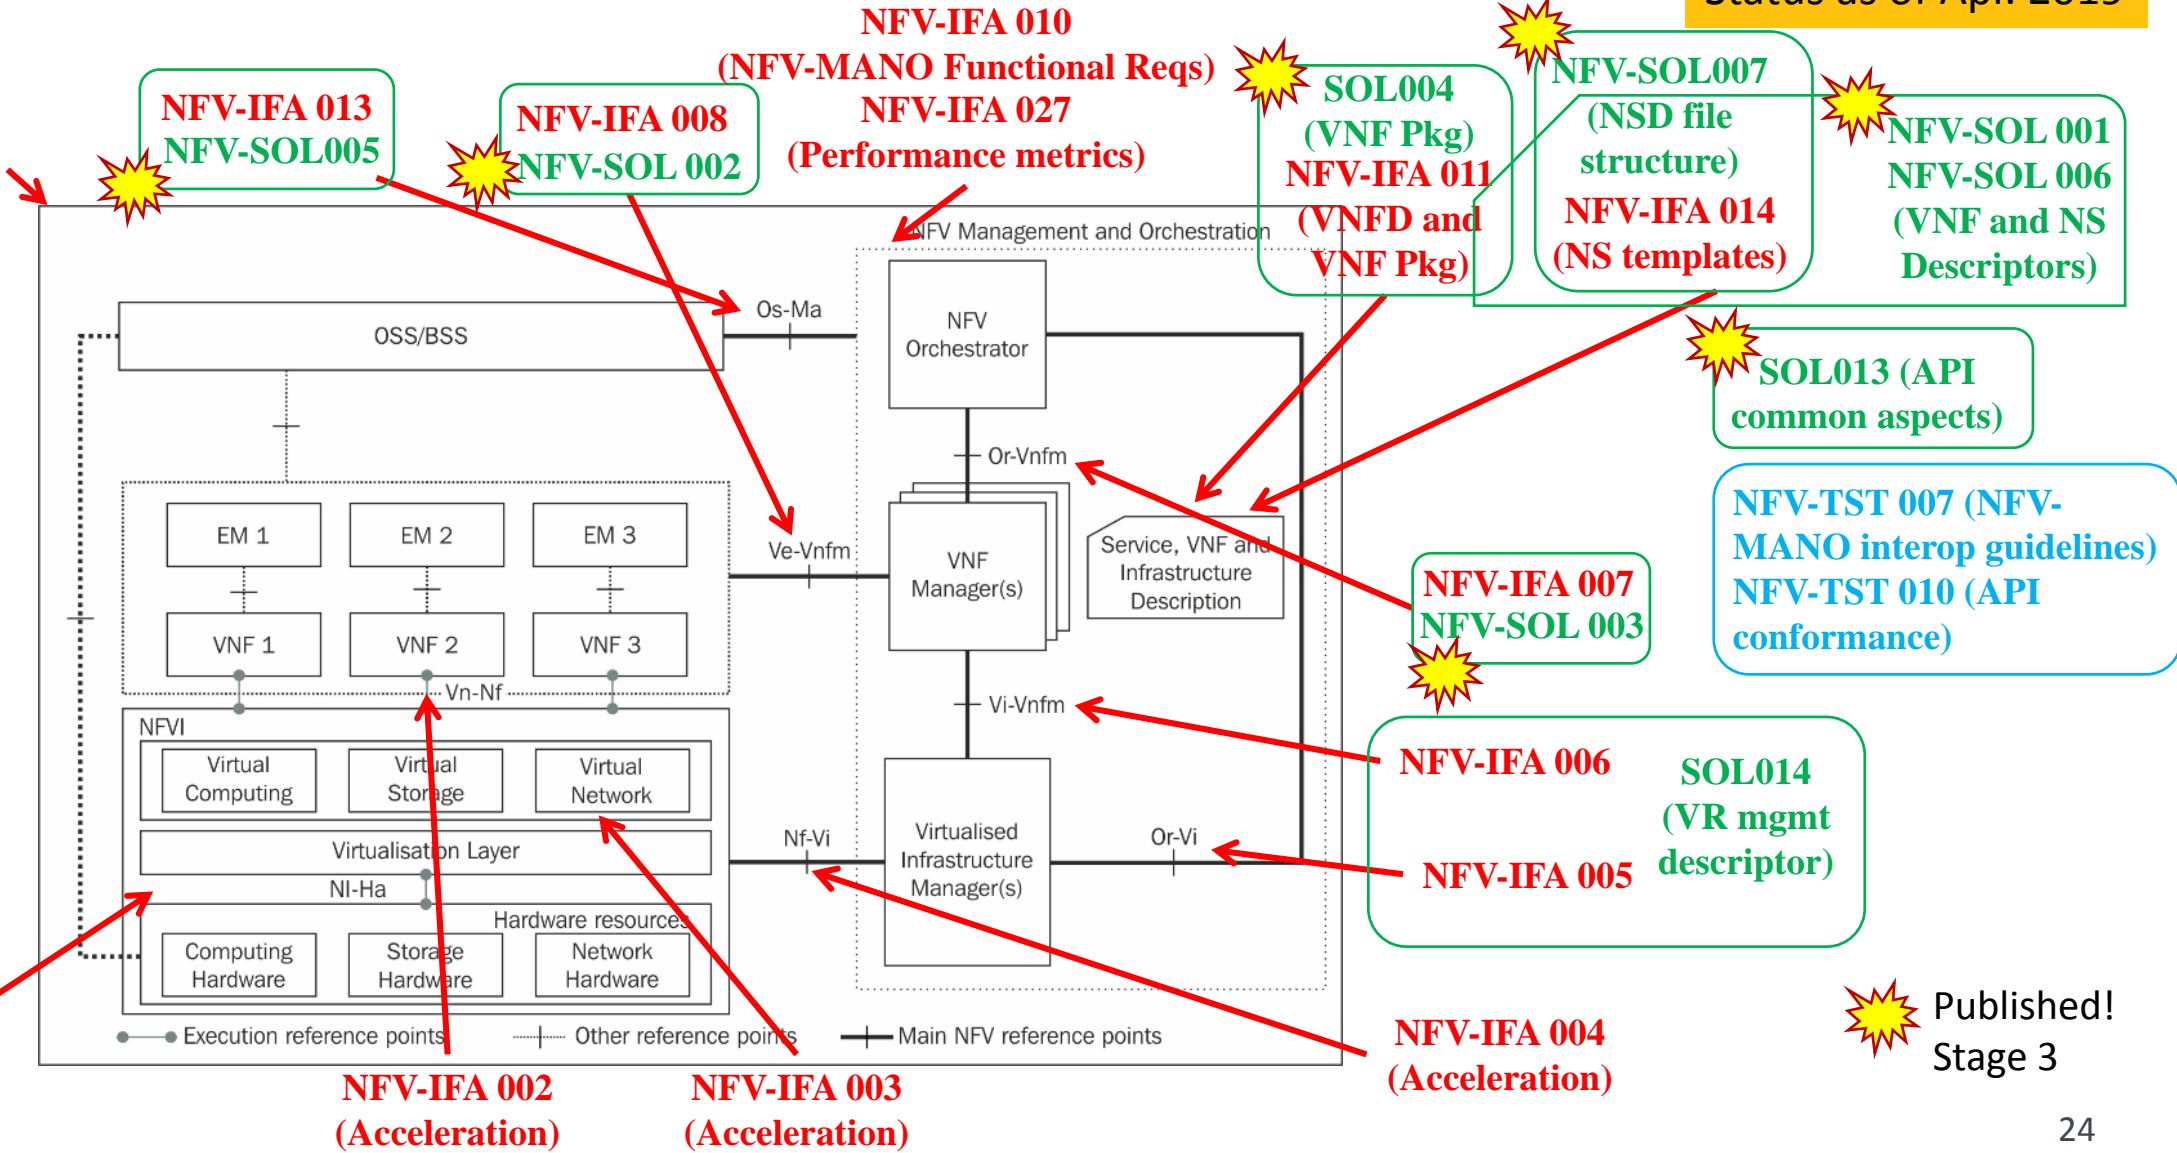 Status as of Apr. 2019
NFV-IFA 010
(NFV-MANO Functional Reqs)
NFV-IFA 027
(Performance metrics)
NFV-IFA 013
NFV-SOL005
NFV-IFA 008
NFV-SOL 002
SOL004
(VNF Pkg)
NFV-IFA 011
(VNFD and
VNF Pkg)
NFV-SOL007
(NSD file
structure)
NFV-IFA 014
(NS templates)
NFV-SOL 001
NFV-SOL 006
(VNF and NS
Descriptors)
NFV Management and Orchestration
Os-Ma
OSS/BSS
NFV
Orchestrator
SOL013 (API
common aspects)
Or-Vnfm
EM 1
EM 2
EM 3
Ve-Vnfm
VNF
Manager(s)
Service, VNF and
Infrastructure
Description
NFV-TST 007 (NFV-
MANO interop guidelines)
NFV-TST 010 (API
conformance)
NFV-IFA 007
NFV-SOL 003
VNF 1
VNF 2
VNF 3
Vn-Nf
Vi-Vnfm
NFVI
Virtual
Computing
Virtual
Storage
Virtual
Network
NFV-IFA 006
SOL014
(VR mgmt
descriptor)
NFV-IFA 005
Virtualisation Layer
Nf-Vi
Virtualised
Infrastructure
Manager(s)
Or-Vi
NI-Ha
Hardware resources
Computing
Hardware
Storage
Hardware
Network
Hardware
Execution reference points
Other reference points
Main NFV reference points
NFV-IFA 002
(Acceleration)
NFV-IFA 003
(Acceleration)
NFV-IFA 004
(Acceleration)
Published!
Stage 3
24